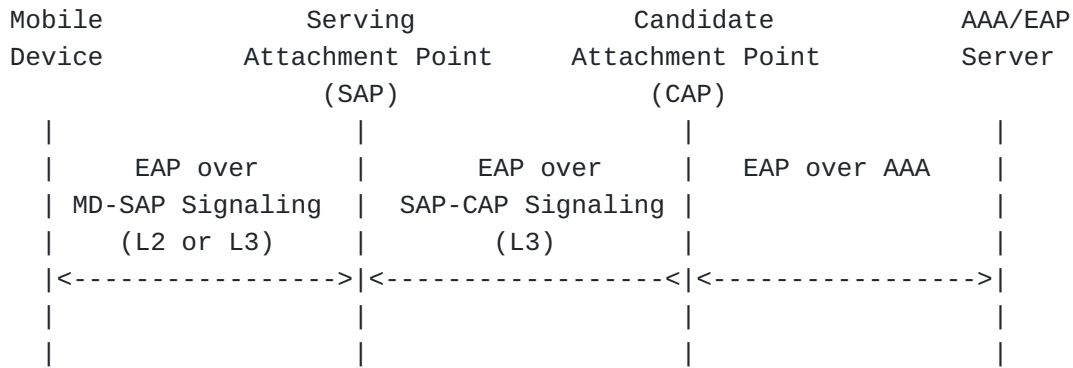 Mobile              Serving                 Candidate            AAA/EAP
Device         Attachment Point     Attachment Point         Server
                    (SAP)                (CAP)
  |                   |                    |                   |
  |     EAP over      |       EAP over     |   EAP over AAA    |
  | MD-SAP Signaling  |  SAP-CAP Signaling |                   |
  |    (L2 or L3)     |        (L3)        |                   |
  |<----------------->|<------------------<|<----------------->|
  |                   |                    |                   |
  |                   |                    |                   |